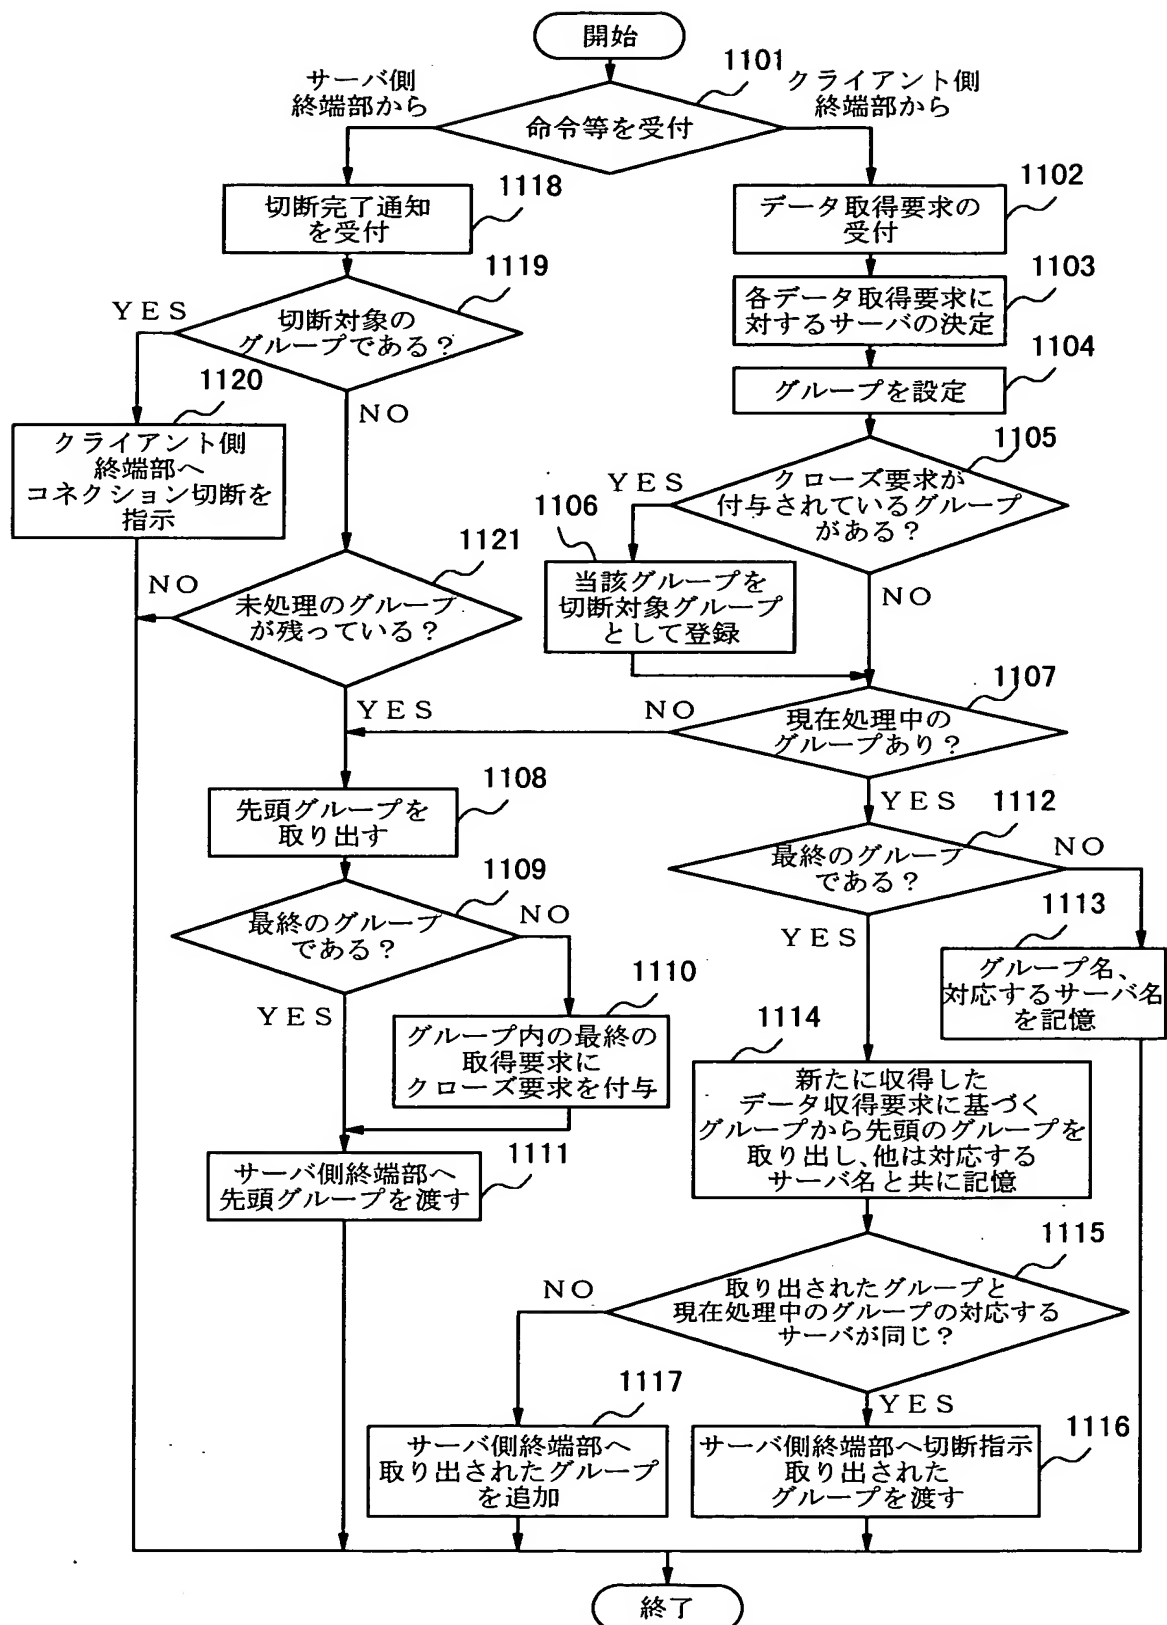 開始
1101
サーバ側
終端部から
クライアント側
終端部から
命令等を受付
1118
切断完了通知
を受付
1102
データ取得要求の
受付
1119
YES
切断対象の
グループである?
NO
1103
各データ取得要求に
対するサーバの決定
1104
グループを設定
1120
クライアント側
終端部へ
コネクション切断を
指示
1105
YES
クローズ要求が
付与されているグループ
がある?
NO
1106
当該グループを
切断対象グループ
として登録
1121
NO
未処理のグループ
が残っている?
YES
1107
NO
現在処理中の
グループあり?
YES
1108
先頭グループを
取り出す
1112
最終のグループ
である?
NO
YES
1109
最終のグループ
である?
NO
YES
1113
グループ名、
対応するサーバ名
を記憶
1110
グループ内の最終の
取得要求に
クローズ要求を付与
1114
新たに収得した
データ収得要求に基づく
グループから先頭のグループを
取り出し、他は対応する
サーバ名と共に記憶
1111
サーバ側終端部へ
先頭グループを渡す
1115
NO
取り出されたグループと
現在処理中のグループの対応する
サーバが同じ?
YES
1117
サーバ側終端部へ
取り出されたグループ
を追加
1116
サーバ側終端部へ切断指示
取り出された
グループを渡す
終了